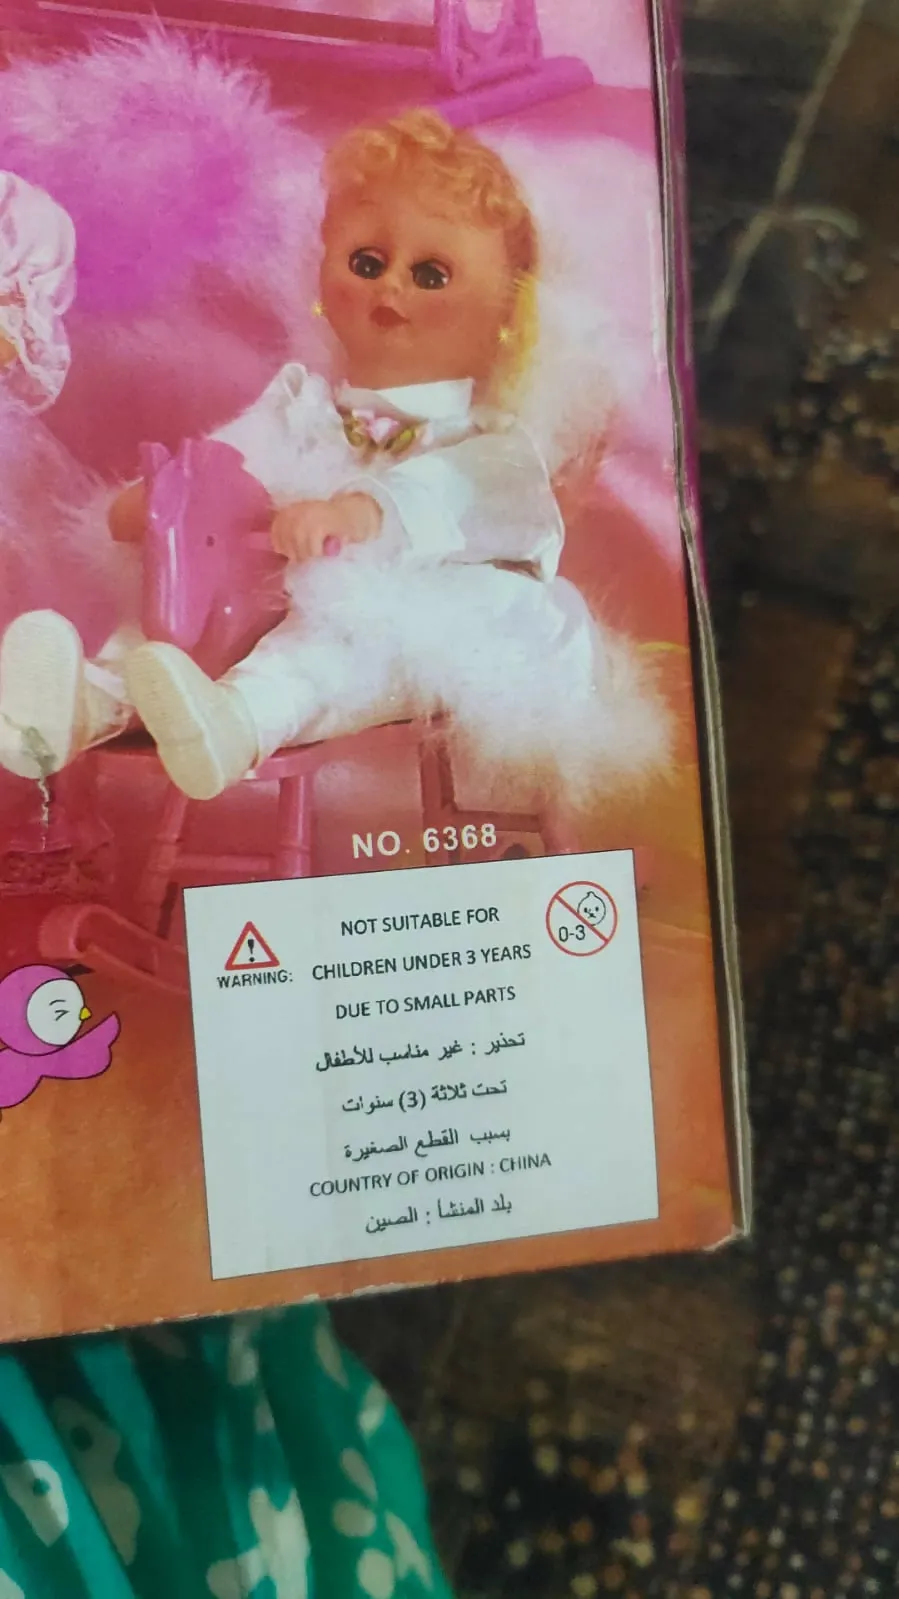 NO. 6368
NOT SUITABLE FOR
0-3
WARNING: CHILDREN UNDER 3 YEARS
DUE TO SMALL PARTS
تحذير : غير مناسب للأطفال
تحت ثلاثة (3) سنوات
بسبب القطع الصغيرة
COUNTRY OF ORIGIN : CHINA
بلد المنشأ : الصين